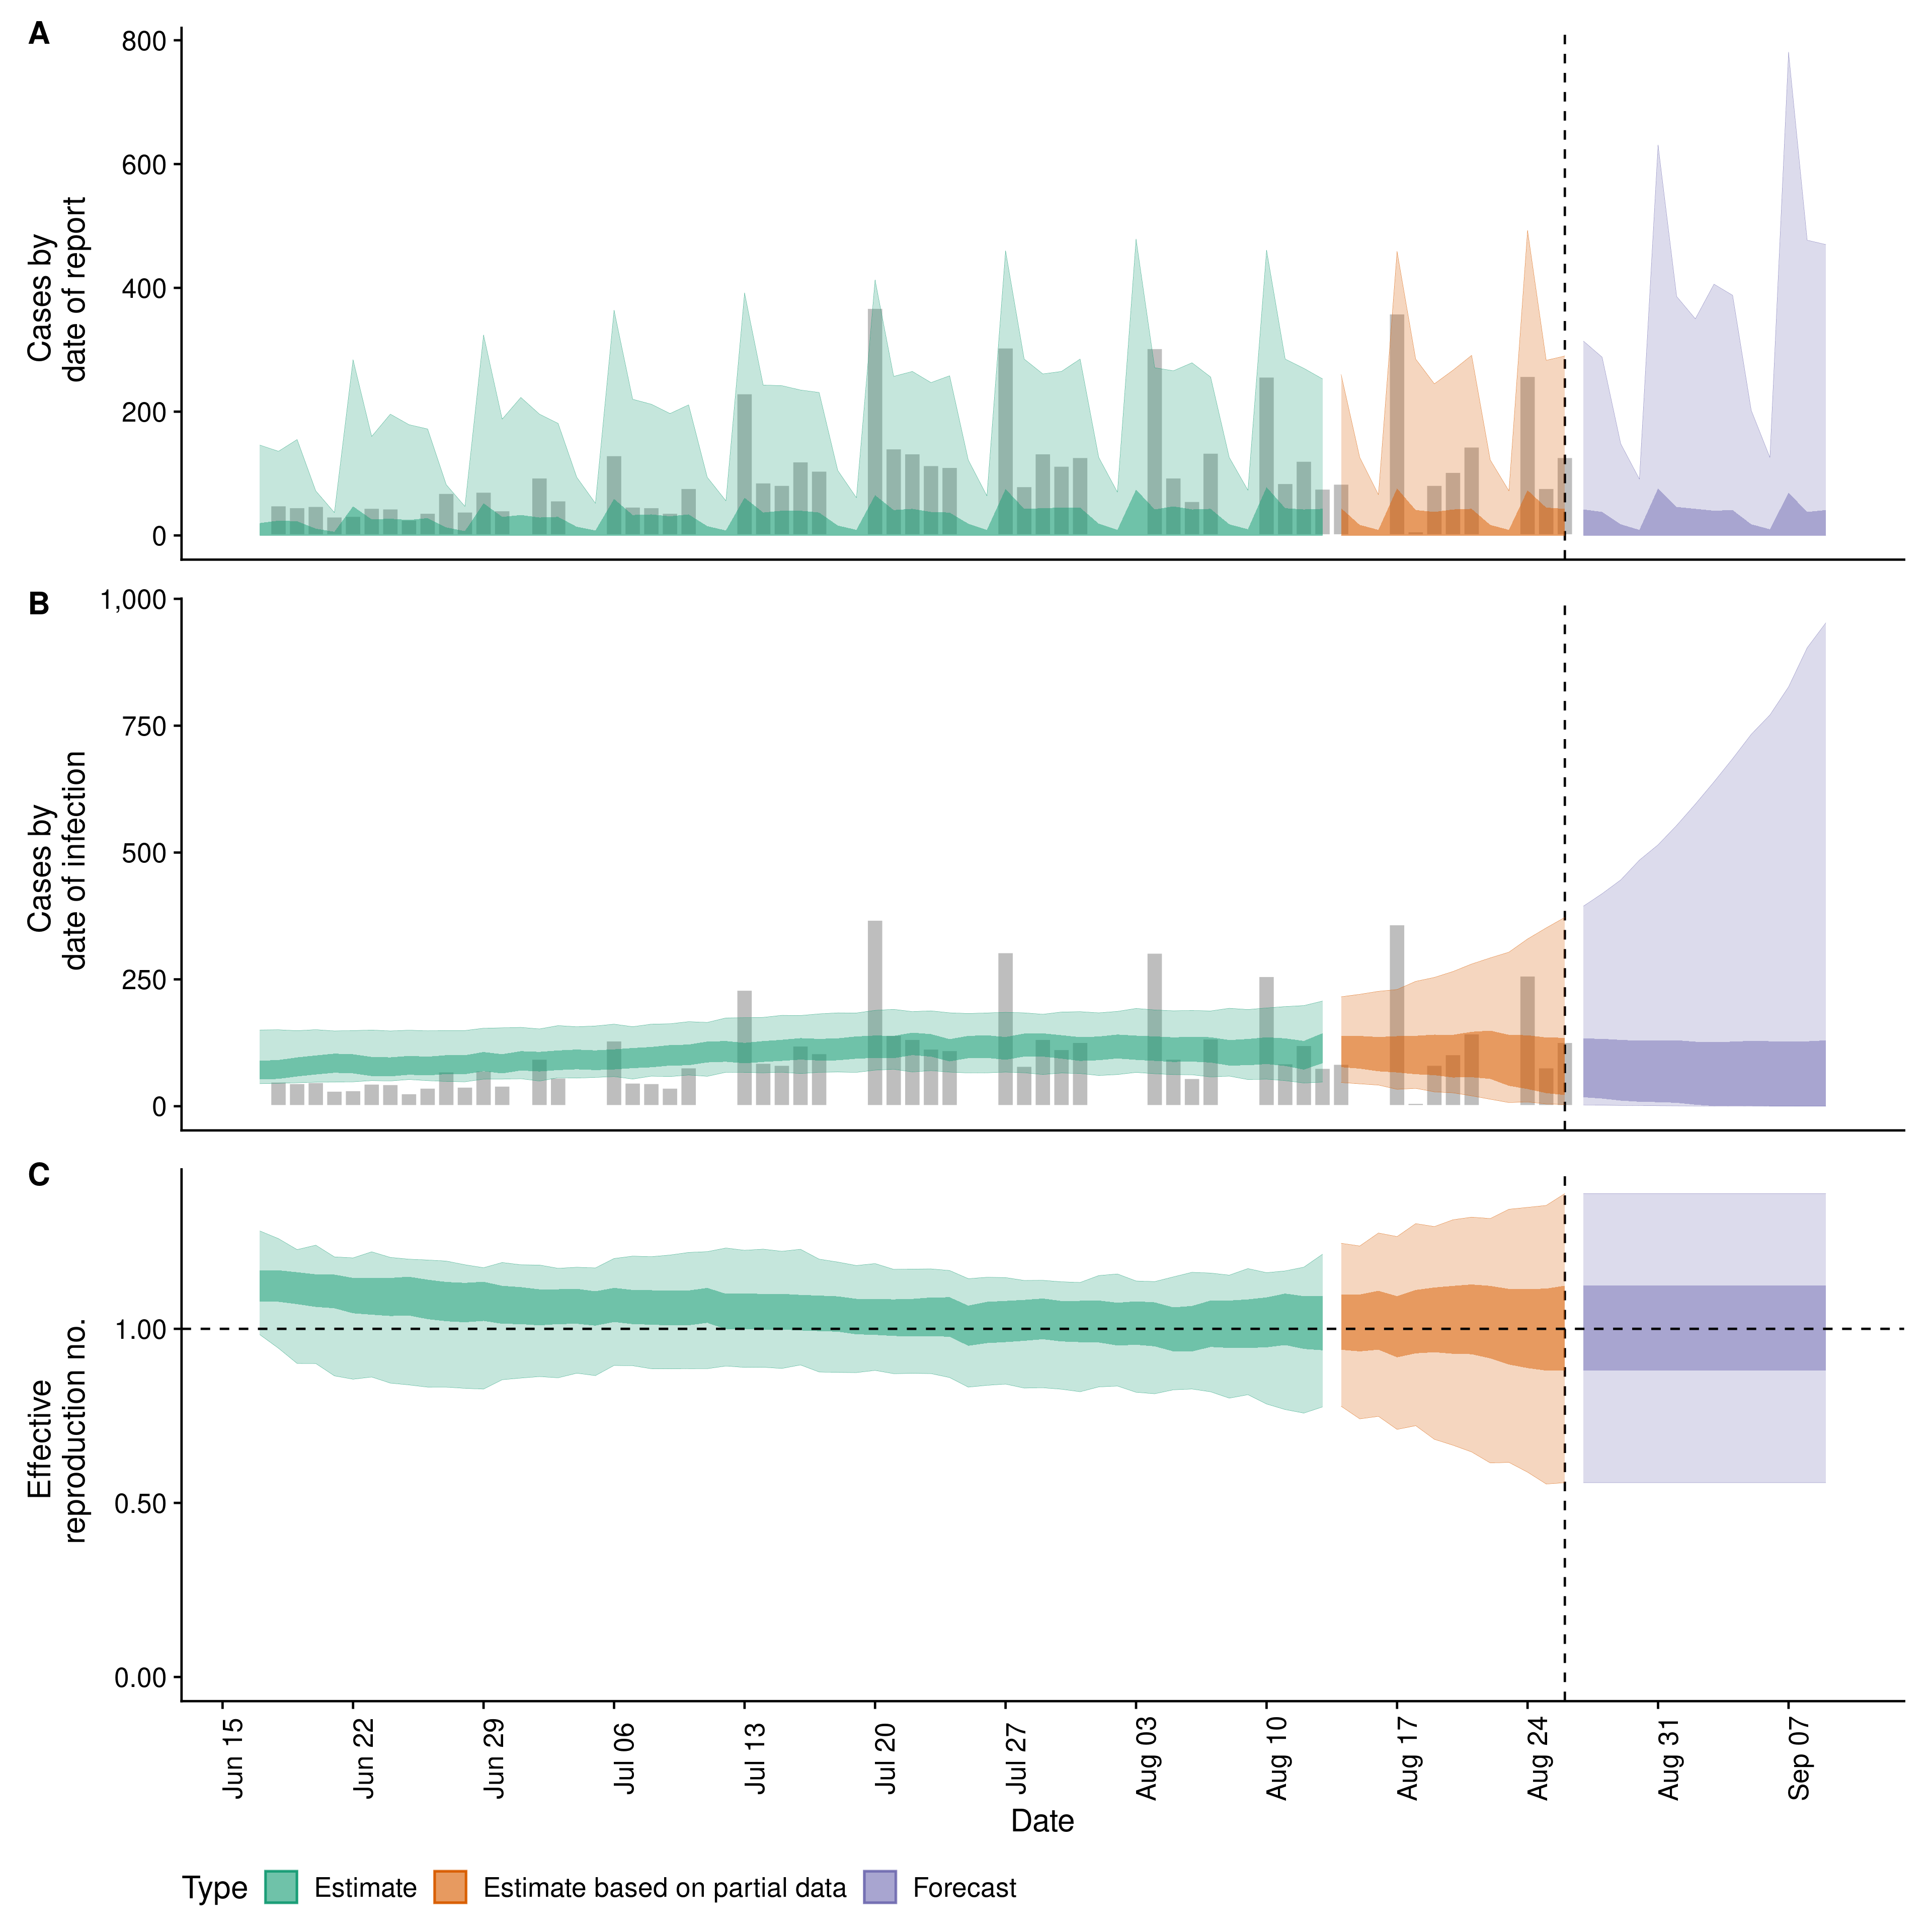 A
800
600
400
200
0
Cases by
date of report
B
1,000
750
500
250
0
Cases by
date of infection
C
1.00
0.50
0.00
Effective
reproduction no.
Jun 15
Jun 22
Jun 29
Jul 06
Jul 13
Jul 20
Jul 27
Aug 03
Aug 10
Aug 17
Aug 24
Aug 31
Sep 07
Date
Type Estimate Estimate based on partial data Forecast